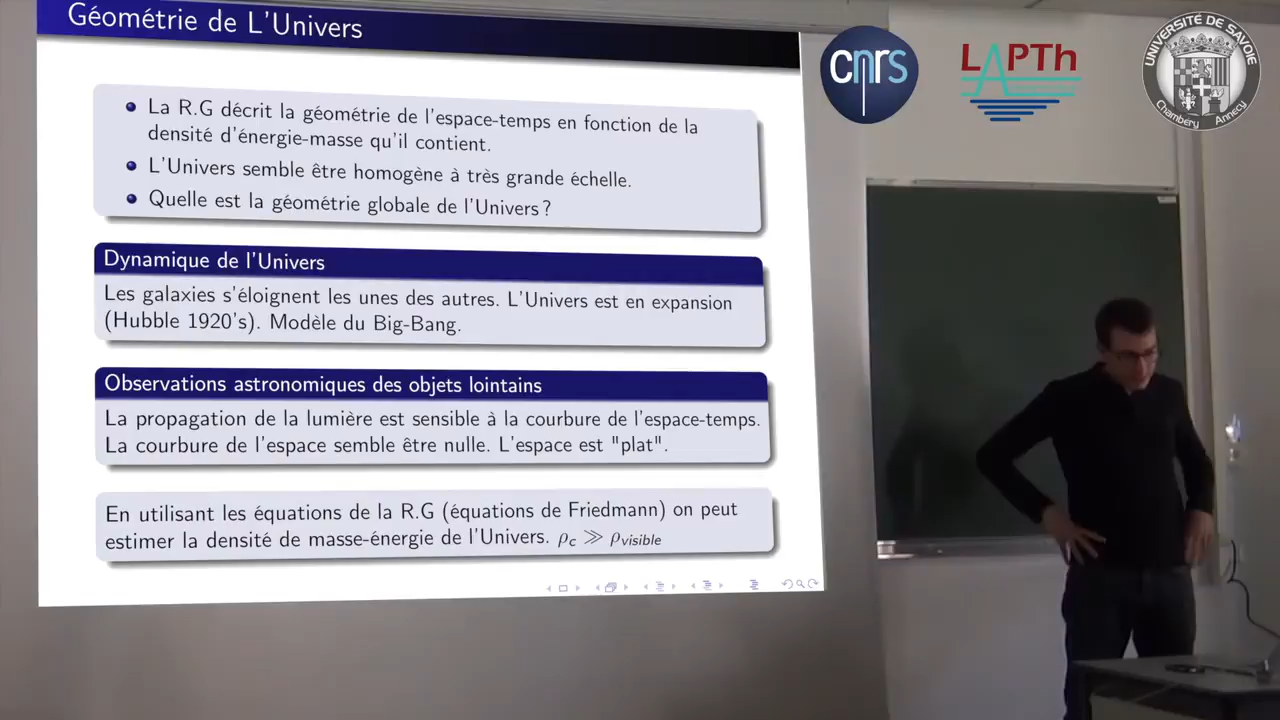 Géométrie de L'Univers
La R.G décrit la géométrie de l'espace-temps en fonction de la
densité d'énergie-masse qu'il contient.
L'Univers semble être homogène à très grande échelle.
Quelle est la géométrie globale de l'Univers ?
Dynamique de l'Univers
Les galaxies s'éloignent les unes des autres. L'Univers est en expansion
(Hubble 1920's). Modèle du Big-Bang.
Observations astronomiques des objets lointains
La propagation de la lumière est sensible à la courbure de l'espace-temps.
La courbure de l'espace semble être nulle. L'espace est "plat".
En utilisant les équations de la R.G (équations de Friedmann) on peut
estimer la densité de masse-énergie de l'Univers. ρc ≫ ρvisible
cnrs
LAPTh
UNIVERSITÉ DE SAVOIE
Chambéry Annecy